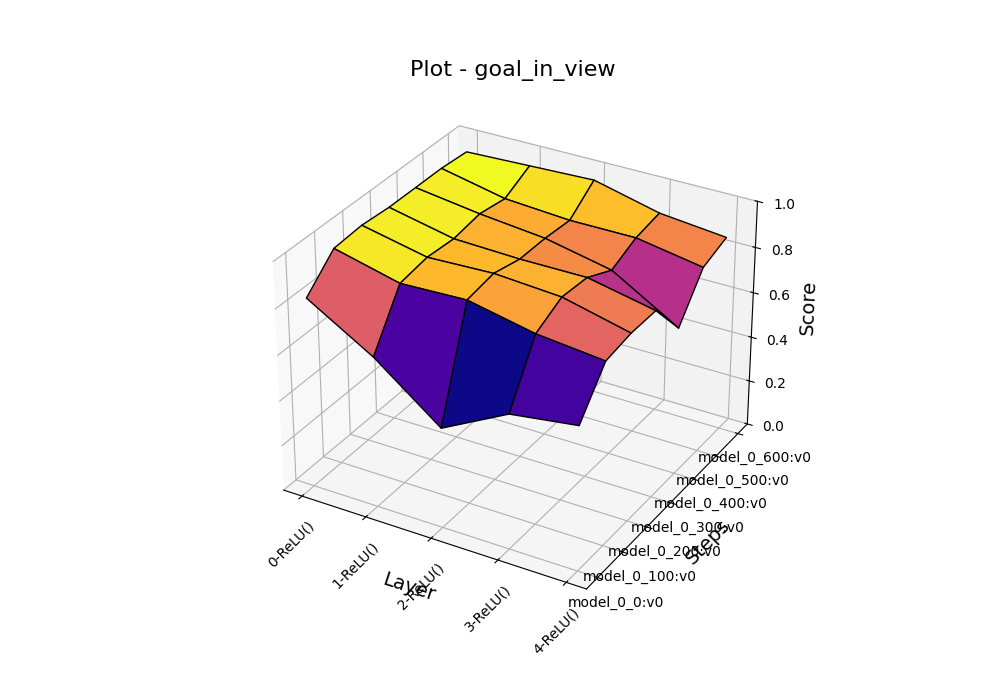 Plot - goal_in_view
1.0
0.8
0.6
0.4
0.2
0.0
Score
model_0_600:v0
model_0_500:v0
model_0_400:v0
model_0_300:v0
model_0_200:v0
model_0_100:v0
model_0_0:v0
Steps
0-ReLU()
1-ReLU()
2-ReLU()
3-ReLU()
4-ReLU()
Layer